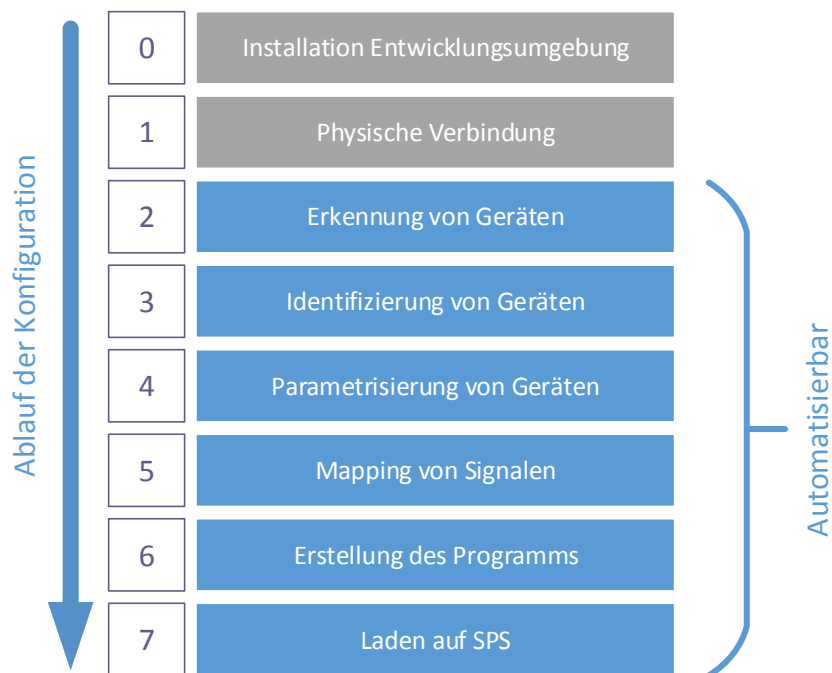 Ablauf der Konfiguration
0 Installation Entwicklungsumgebung
1 Physische Verbindung
2 Erkennung von Geräten
3 Identifizierung von Geräten
4 Parametrisierung von Geräten
5 Mapping von Signalen
6 Erstellung des Programms
7 Laden auf SPS
Automatisierbar